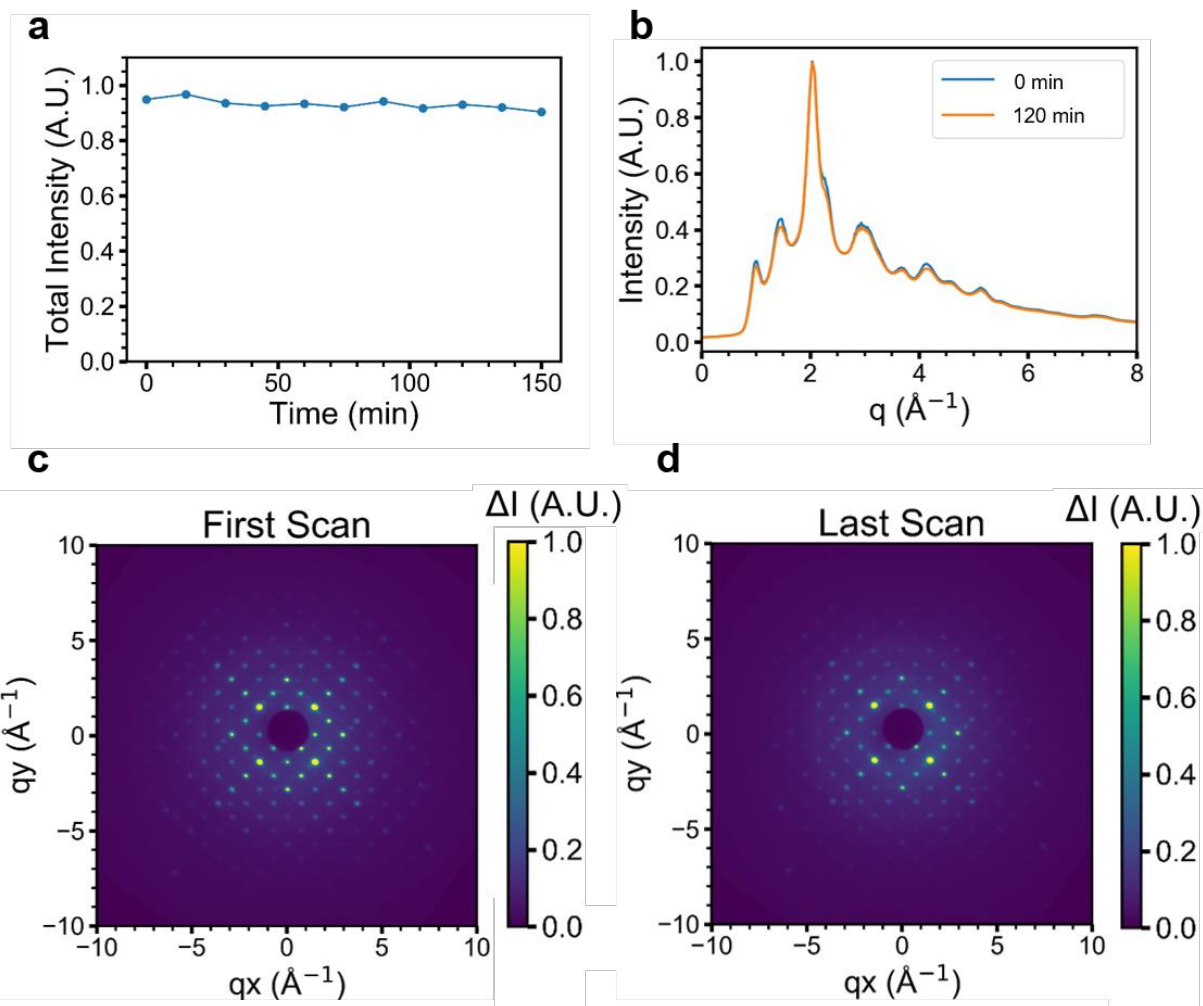 a
Total Intensity (A.U.)
1.0
0.8
0.6
0.4
0.2
0.0
0 50 100 150
Time (min)
b
Intensity (A.U.)
1.0
0.8
0.6
0.4
0.2
0.0
0 min
120 min
0 2 4 6 8
q (Å⁻¹)
c
First Scan
ΔI (A.U.)
qy (Å⁻¹)
10
5
0
−5
−10
−10 −5 0 5 10
qx (Å⁻¹)
1.0
0.8
0.6
0.4
0.2
0.0
d
Last Scan
ΔI (A.U.)
qy (Å⁻¹)
10
5
0
−5
−10
−10 −5 0 5 10
qx (Å⁻¹)
1.0
0.8
0.6
0.4
0.2
0.0